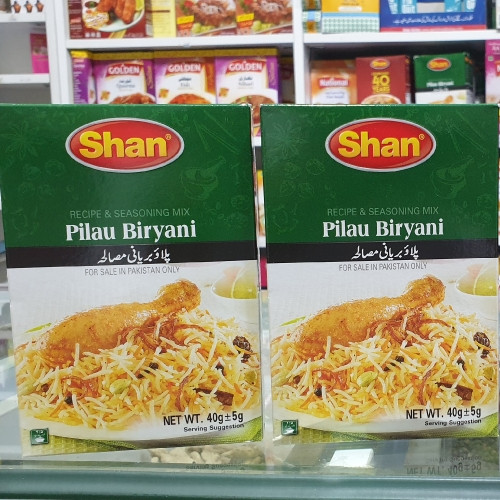 GOLDEN
GOLDEN
GOLDEN
40
YEARS
Shan®
RECIPE & SEASONING MIX
Pilau Biryani
پلاؤ بریانی مصالحہ
FOR SALE IN PAKISTAN ONLY
NET WT. 40g±5g
Serving Suggestion
Shan®
RECIPE & SEASONING MIX
Pilau Biryani
پلاؤ بریانی مصالحہ
FOR SALE IN PAKISTAN ONLY
NET WT. 40g±5g
Serving Suggestion